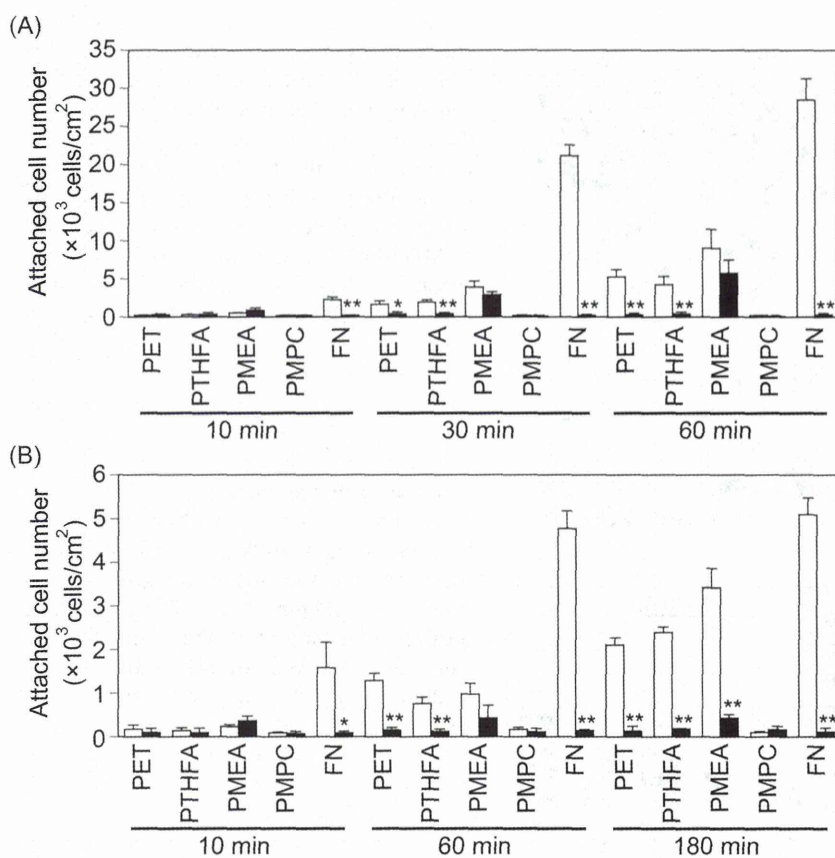 (A)
Attached cell number
(×10³ cells/cm²)
35
30
25
20
15
10
5
0
** * ** ** ** ** **
PET PTHFA PMEA PMPC FN PET PTHFA PMEA PMPC FN PET PTHFA PMEA PMPC FN
10 min 30 min 60 min
(B)
Attached cell number
(×10³ cells/cm²)
6
5
4
3
2
1
0
* ** ** ** ** ** ** **
PET PTHFA PMEA PMPC FN PET PTHFA PMEA PMPC FN PET PTHFA PMEA PMPC FN
10 min 60 min 180 min